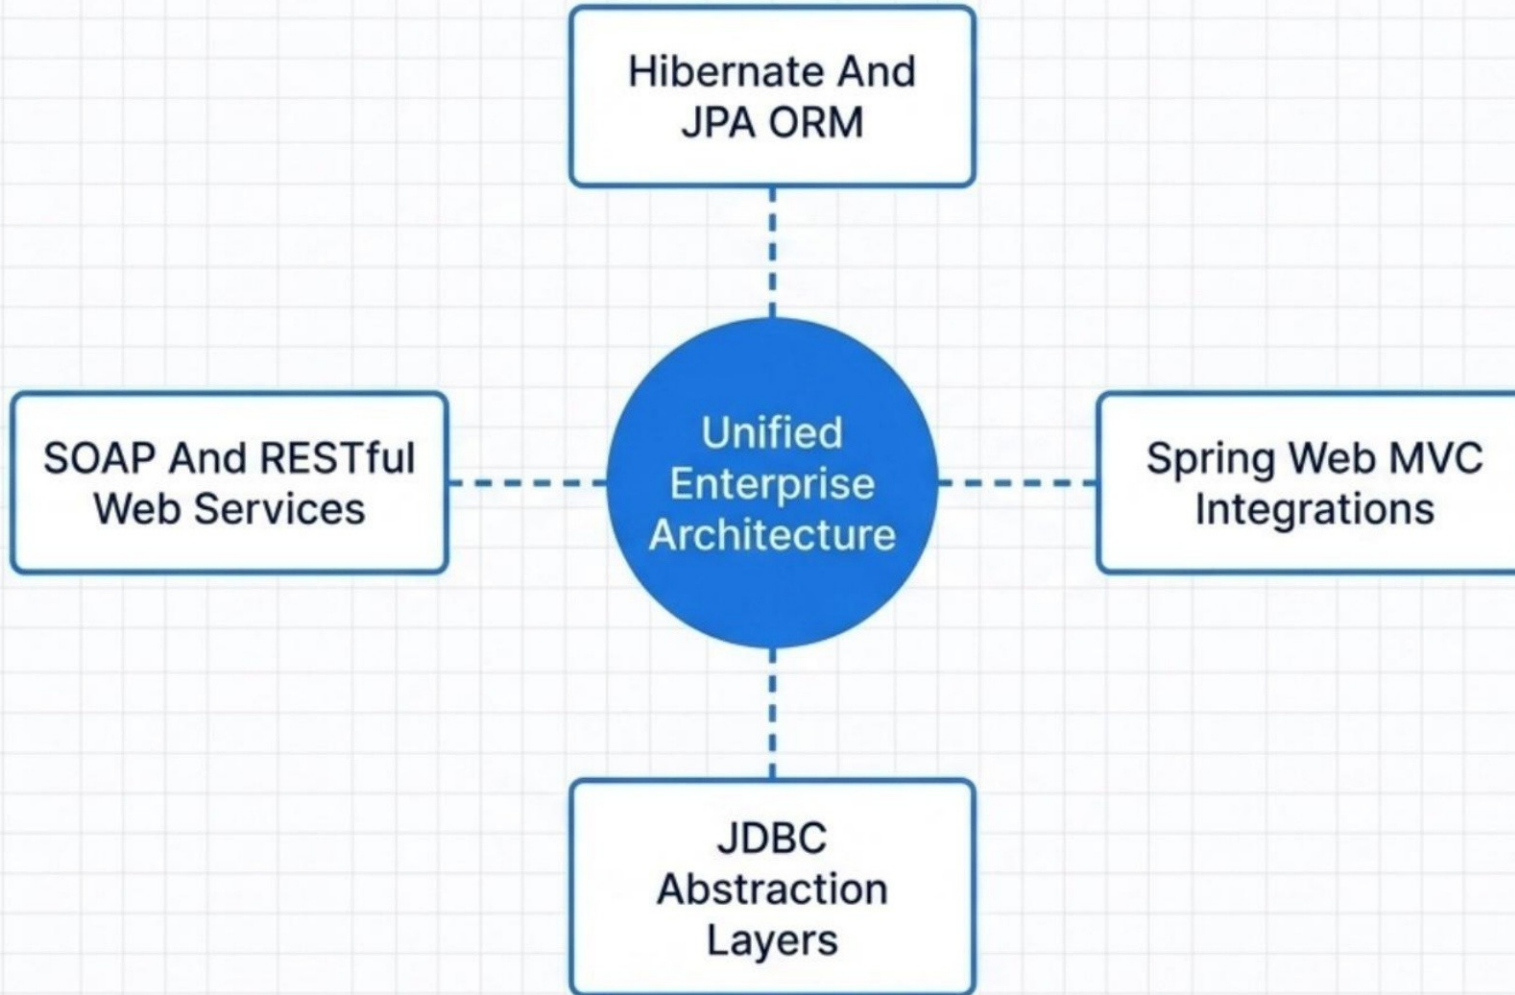 Hibernate And
JPA ORM
SOAP And RESTful
Web Services
Unified
Enterprise
Architecture
Spring Web MVC
Integrations
JDBC
Abstraction
Layers